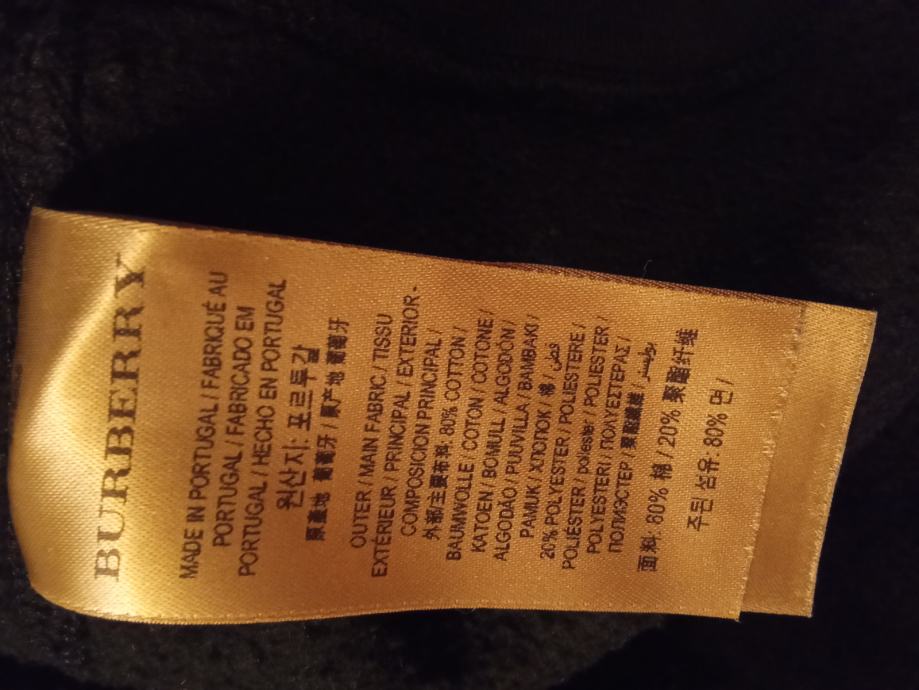 BURBERRY
MADE IN PORTUGAL / FABRIQUÉ AU
PORTUGAL / FABRICADO EM
PORTUGAL / HECHO EN PORTUGAL
원산지: 포르투갈
原產地 葡萄牙 / 原产地 葡萄牙
OUTER / MAIN FABRIC / TISSU
EXTÉRIEUR / PRINCIPAL / EXTERIOR -
COMPOSICION PRINCIPAL /
外部/主要布料: 80% COTTON /
BAUMWOLLE / COTON / COTONE /
KATOEN / BOMULL / ALGODÓN /
ALGODÃO / PUUVILLA / BAMBAKI /
PAMUK / ХЛОПОК / 棉 / قطن /
20% POLYESTER / POLIESTERE /
POLIÉSTER / polyester / POLIESTER /
POLYESTERI / ΠΟΛΥΕΣΤΕΡΑΣ /
ПОЛИЭСТЕР / 聚酯纖維 / بوليستر /
面料: 80% 棉 / 20% 聚酯纤维
주된 섬유: 80% 면 /